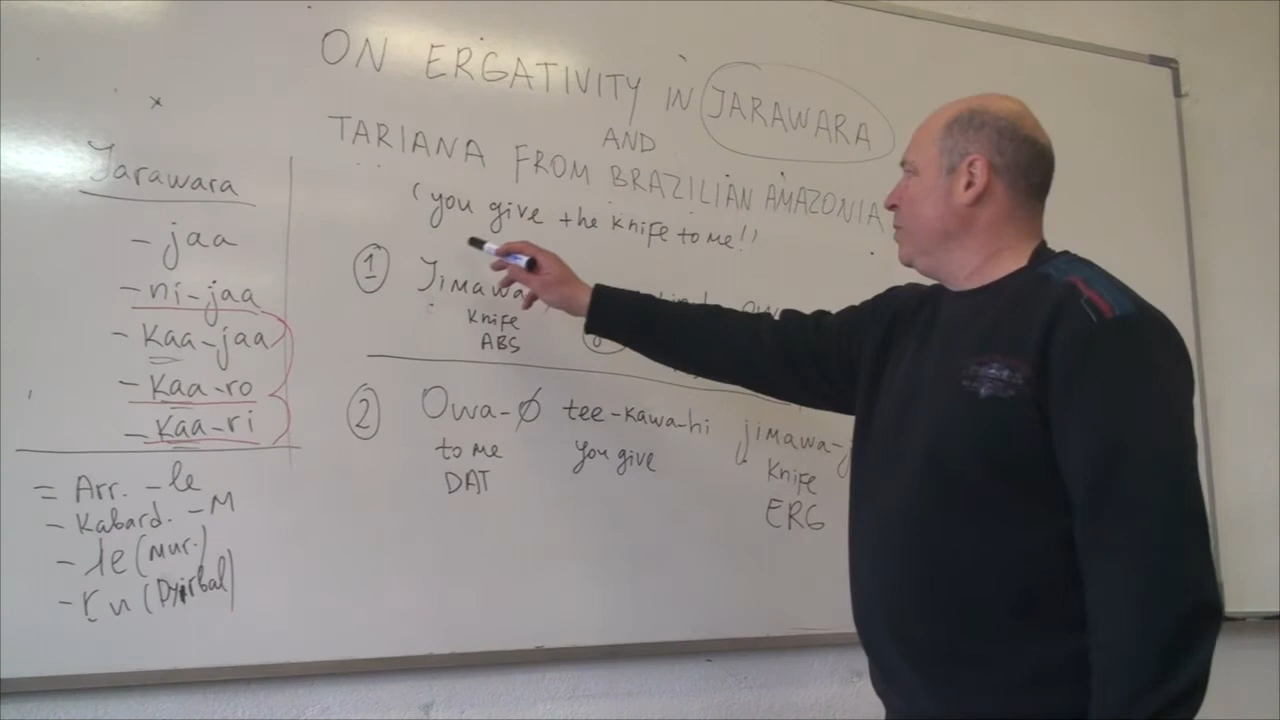 ON ERGATIVITY IN JARAWARA
AND
TARIANA FROM BRAZILIAN AMAZONIA
(you give the knife to me!!)
Jarawara
- jaa
- ni-jaa
- kaa-jaa
- kaa-ro
- kaa-ri
= Arr. -le
- Kabard. -M
- le (Mur.)
- ru (Dyirbal)
1
Jimawa
Knife
ABS
2
Owa-Ø tee-kawa-hi jimawa-j
to me you give Knife
DAT ERG